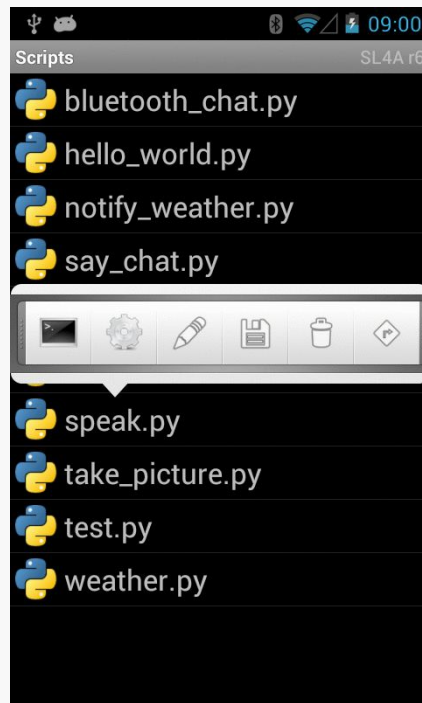 09:00
Scripts SL4A r6
bluetooth_chat.py
hello_world.py
notify_weather.py
say_chat.py
speak.py
take_picture.py
test.py
weather.py